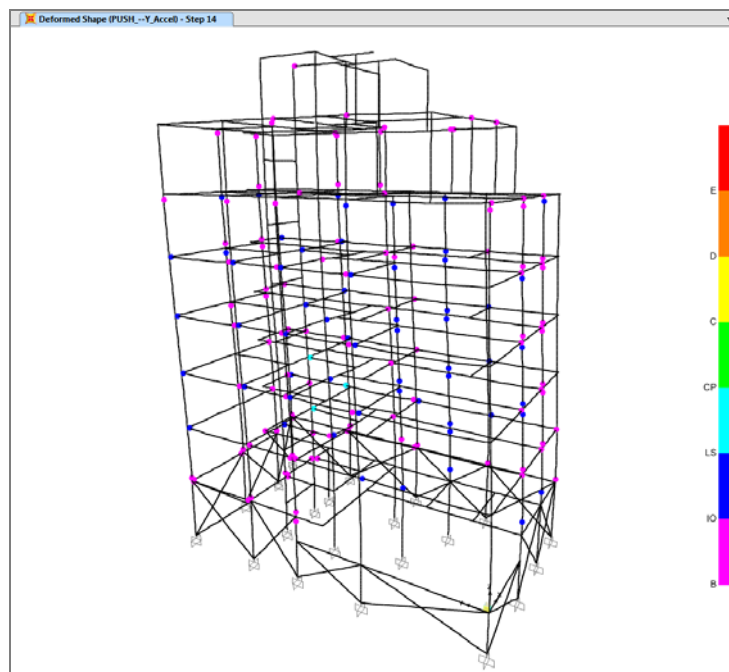 Deformed Shape (PUSH_--Y_Accel) - Step 14
E
D
C
CP
LS
IO
B